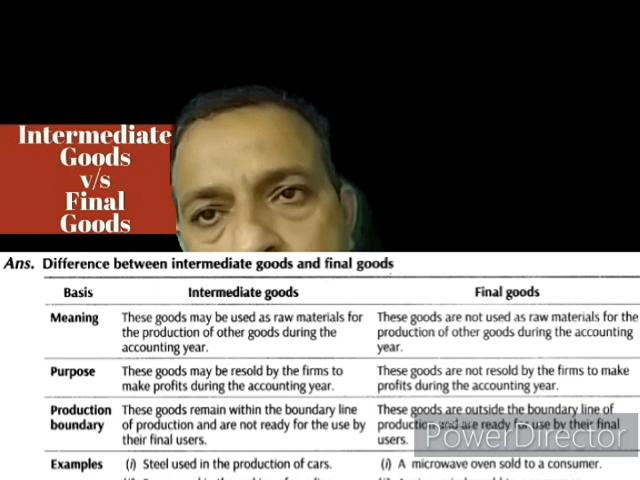 Intermediate
Goods
v/s
Final
Goods
Ans. Difference between intermediate goods and final goods
Basis Intermediate goods Final goods
Meaning These goods may be used as raw materials for These goods are not used as raw materials for the
the production of other goods during the production of other goods during the accounting
accounting year. year.
Purpose These goods may be resold by the firms to These goods are not resold by the firms to make
make profits during the accounting year. profits during the accounting year.
Production These goods remain within the boundary line These goods are outside the boundary line of
boundary of production and are not ready for the use by production and are ready for use by their final
their final users. users.
PowerDirector
Examples (i) Steel used in the production of cars. (i) A microwave oven sold to a consumer.